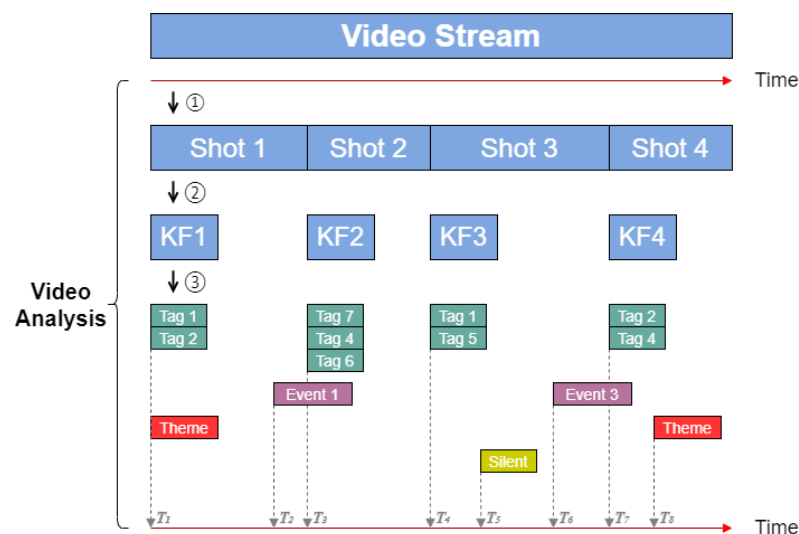 Video Stream
Time
①
Shot 1 Shot 2 Shot 3 Shot 4
②
KF1 KF2 KF3 KF4
③
Video
Analysis
Tag 1 Tag 7 Tag 1 Tag 2
Tag 2 Tag 4 Tag 5 Tag 4
Tag 6
Event 1 Event 3
Theme Theme
Silent
T1 T2 T3 T4 T5 T6 T7 T8
Time